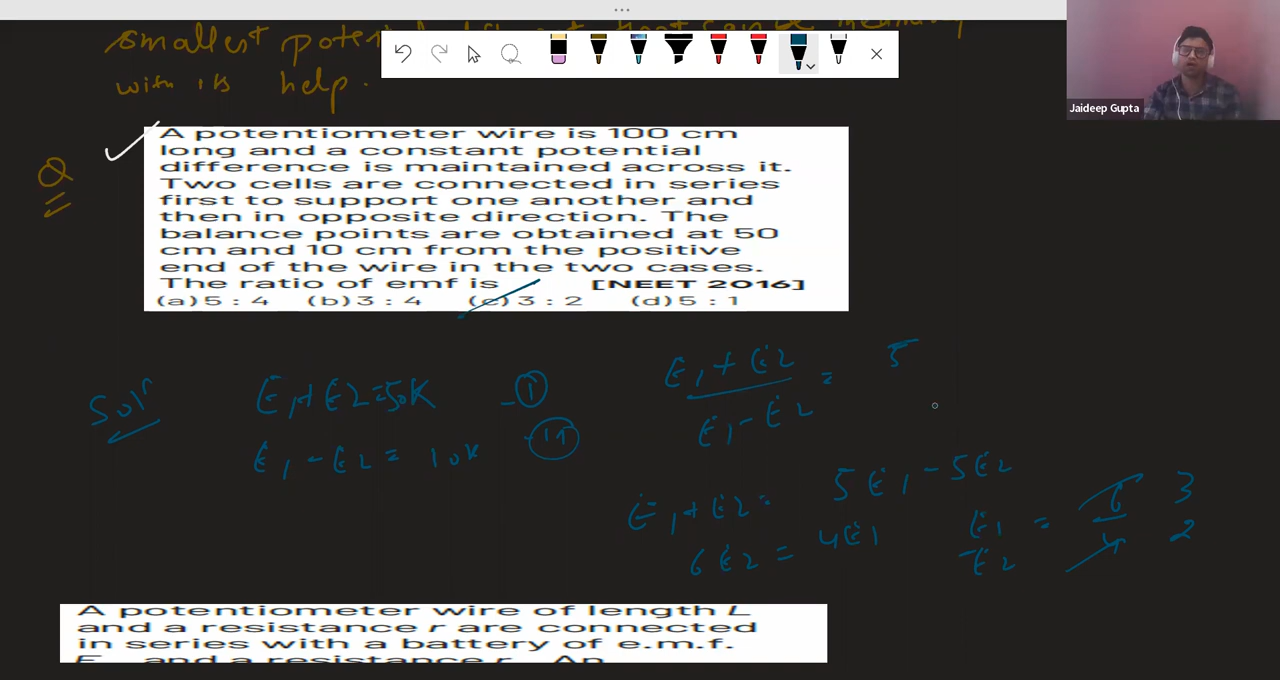 smallest
with its help.
Jaideep Gupta
Q
A potentiometer wire is 100 cm
long and a constant potential
difference is maintained across it.
Two cells are connected in series
first to support one another and
then in opposite direction. The
balance points are obtained at 50
cm and 10 cm from the positive
end of the wire in the two cases.
The ratio of emf is [NEET 2016]
(a) 5 : 4 (b) 3 : 4 (c) 3 : 2 (d) 5 : 1
Solr
E1+E2=50K - (I)
E1 - E2 = 10K - (II)
E1 + E2 / E1 - E2 = 5
E1 + E2 = 5E1 - 5E2
6E2 = 4E1
E1 / E2 = 6 / 4 3 2
A potentiometer wire of length L
and a resistance r are connected
in series with a battery of e.m.f.
and a resistance An